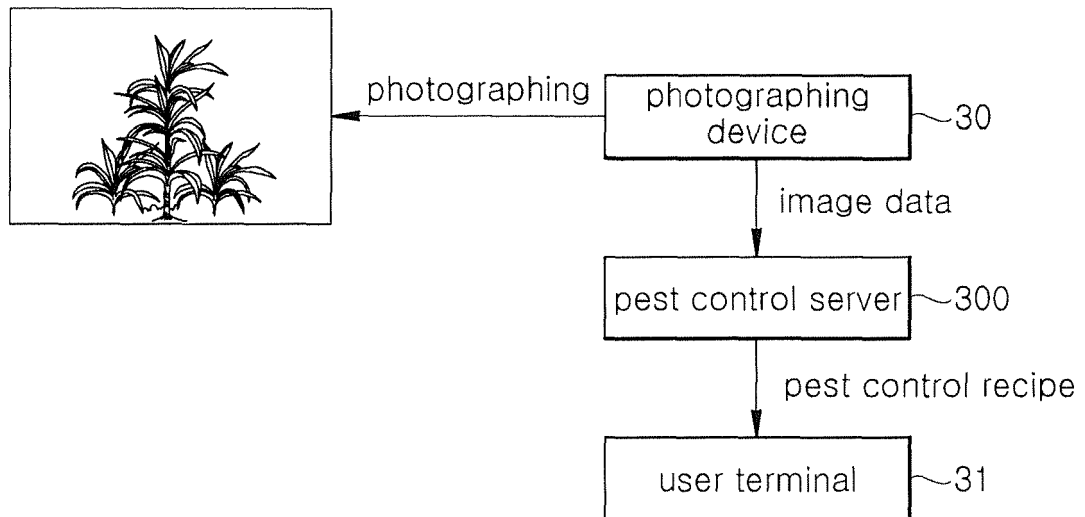 photographing
photographing
device
30
image data
pest control server
300
pest control recipe
user terminal
31